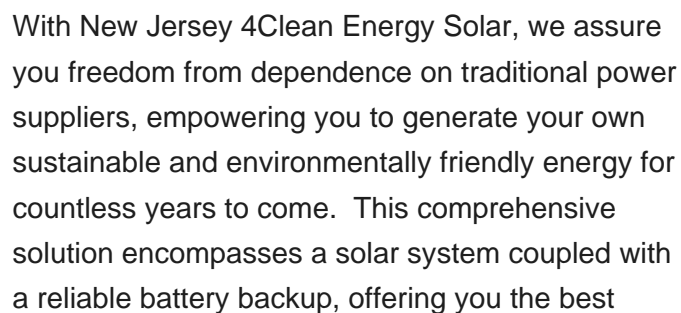 With New Jersey 4Clean Energy Solar, we assure
you freedom from dependence on traditional power
suppliers, empowering you to generate your own
sustainable and environmentally friendly energy for
countless years to come.  This comprehensive
solution encompasses a solar system coupled with
a reliable battery backup, offering you the best